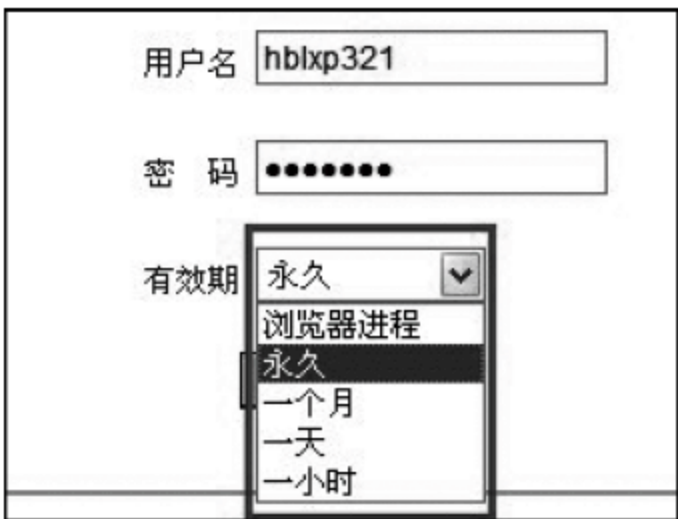 用户名 hblxp321
密 码 •••••••
有效期 永久
浏览器进程
永久
一个月
一天
一小时